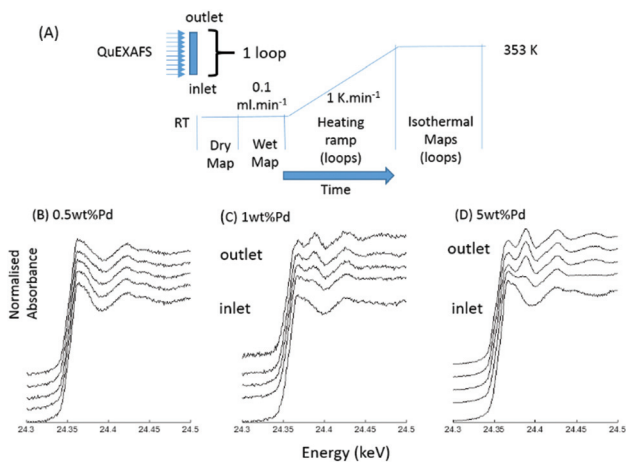 (A)
outlet
QuEXAFS
1 loop
inlet
0.1
ml.min-1
1 K.min-1
353 K
RT
Dry
Map
Wet
Map
Heating
ramp
(loops)
Isothermal
Maps
(loops)
Time
(B) 0.5wt%Pd
(C) 1wt%Pd
(D) 5wt%Pd
Normalised
Absorbance
outlet
inlet
outlet
inlet
24.3 24.35 24.4 24.45 24.5
24.3 24.35 24.4 24.45 24.5
24.3 24.35 24.4 24.45 24.5
Energy (keV)